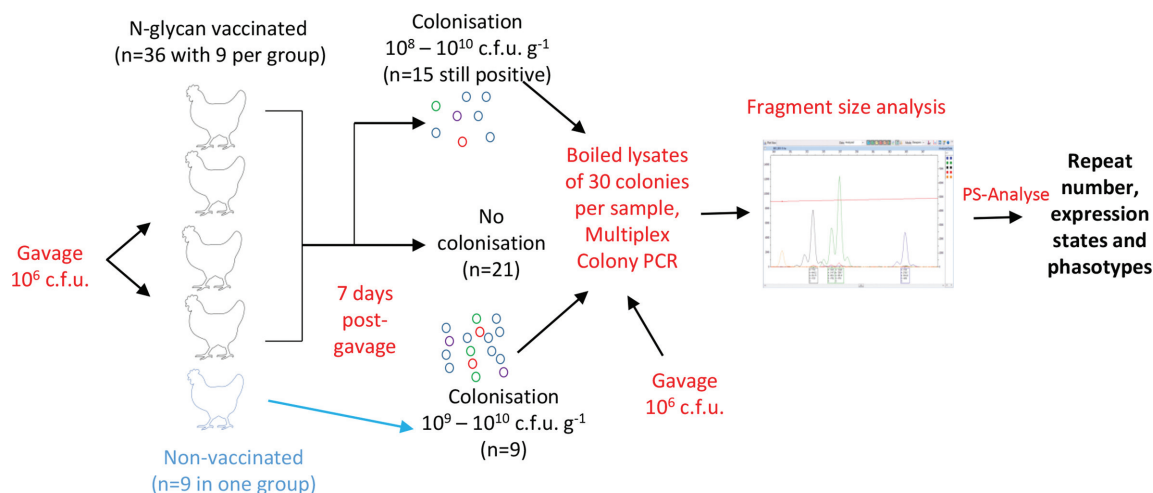 N-glycan vaccinated
(n=36 with 9 per group)
Gavage
10⁶ c.f.u.
Non-vaccinated
(n=9 in one group)
Colonisation
10⁸ – 10¹⁰ c.f.u. g⁻¹
(n=15 still positive)
No
colonisation
(n=21)
7 days
post-
gavage
Colonisation
10⁹ – 10¹⁰ c.f.u. g⁻¹
(n=9)
Boiled lysates
of 30 colonies
per sample,
Multiplex
Colony PCR
Gavage
10⁶ c.f.u.
Fragment size analysis
PS-Analyse
Repeat
number,
expression
states and
phasotypes